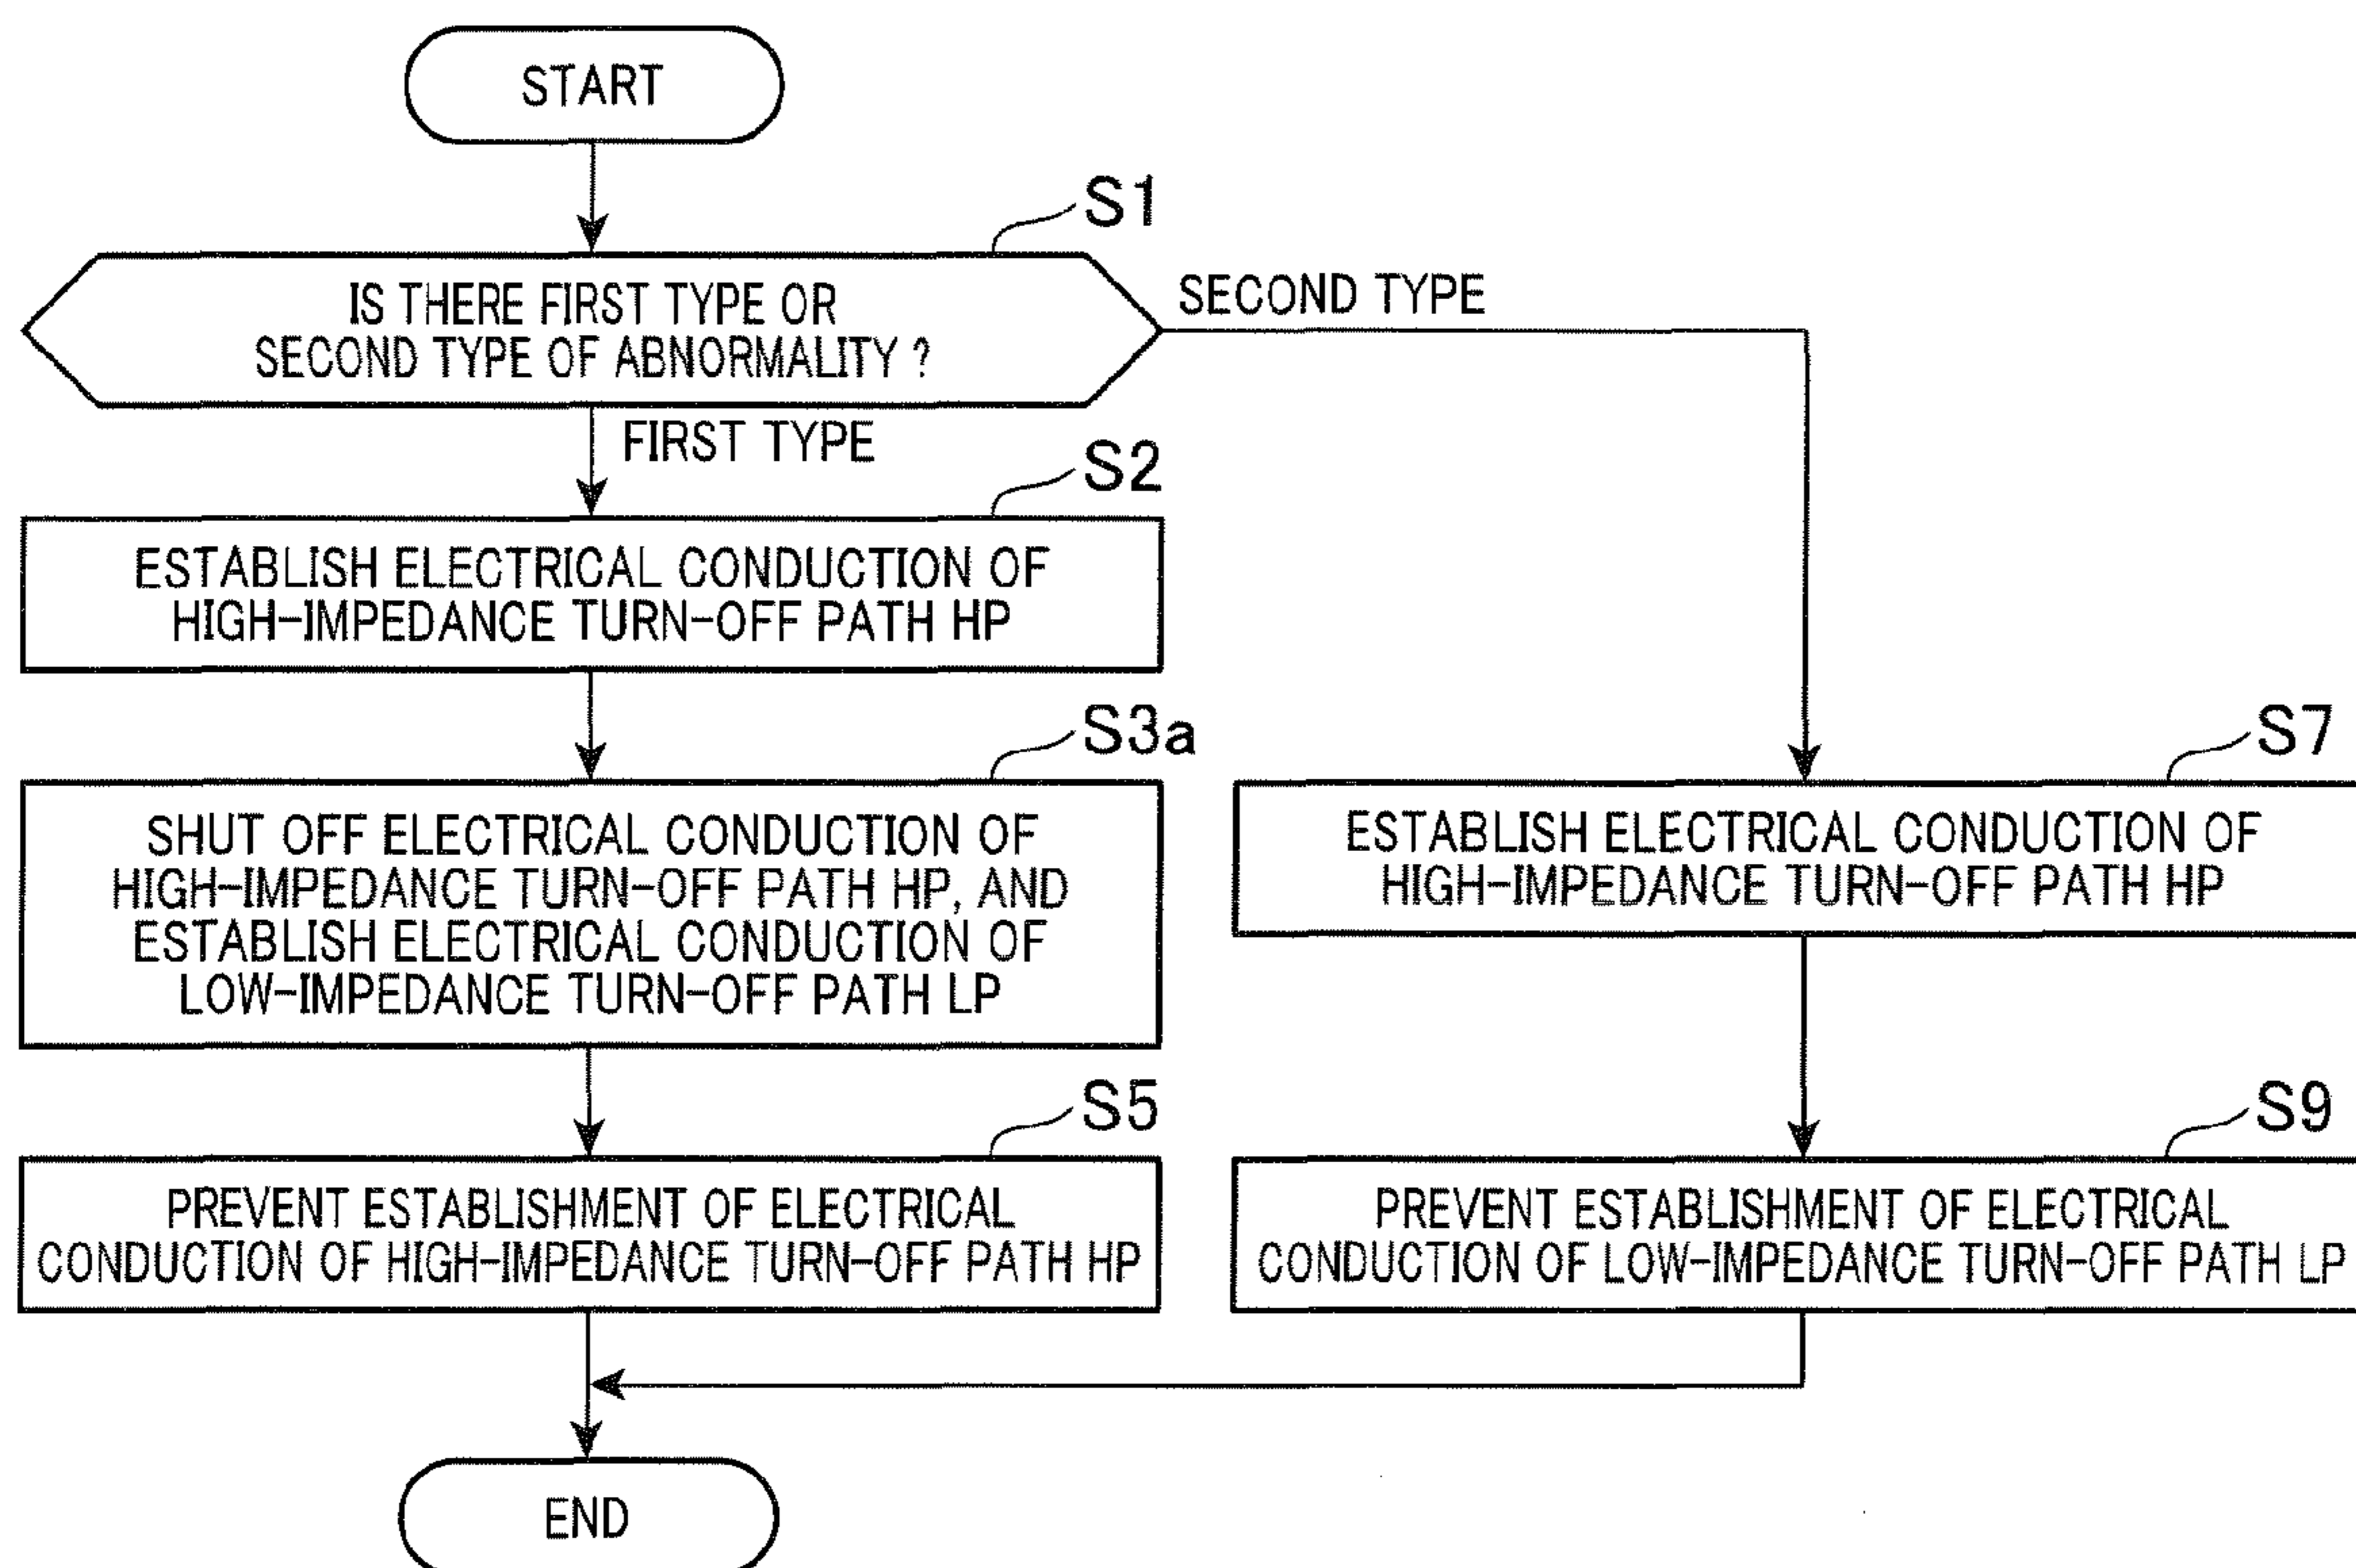 START
S1
IS THERE FIRST TYPE OR
SECOND TYPE OF ABNORMALITY ?
SECOND TYPE
FIRST TYPE
S2
ESTABLISH ELECTRICAL CONDUCTION OF
HIGH-IMPEDANCE TURN-OFF PATH HP
S3a
SHUT OFF ELECTRICAL CONDUCTION OF
HIGH-IMPEDANCE TURN-OFF PATH HP, AND
ESTABLISH ELECTRICAL CONDUCTION OF
LOW-IMPEDANCE TURN-OFF PATH LP
S7
ESTABLISH ELECTRICAL CONDUCTION OF
HIGH-IMPEDANCE TURN-OFF PATH HP
S5
PREVENT ESTABLISHMENT OF ELECTRICAL
CONDUCTION OF HIGH-IMPEDANCE TURN-OFF PATH HP
S9
PREVENT ESTABLISHMENT OF ELECTRICAL
CONDUCTION OF LOW-IMPEDANCE TURN-OFF PATH LP
END